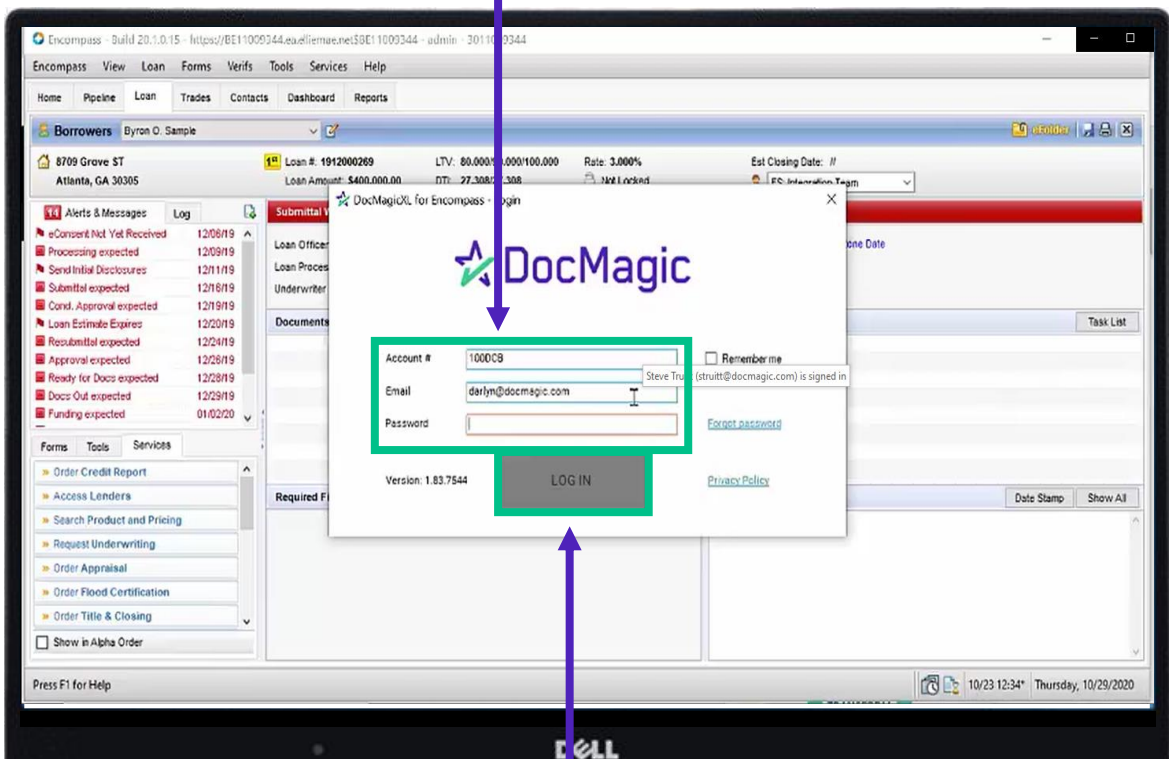 Encompass - Build 20.1.0.15 - https://BE11009344.ea.elliemae.net$BE11009344 - admin - 3011009344
Encompass View Loan Forms Verifs Tools Services Help
Home Pipeline Loan Trades Contacts Dashboard Reports
Borrowers Byron O. Sample eFolder
8709 Grove ST 1st Loan #: 1912000269 LTV: 80.000/ .000/100.000 Rate: 3.000% Est Closing Date: //
Atlanta, GA 30305 Loan Amount: $400,000.00 DTI: 27.308/ .308 Not Locked FS: Integration Team
14 Alerts & Messages Log
eConsent Not Yet Received 12/06/19
Processing expected 12/09/19
Send Initial Disclosures 12/11/19
Submittal expected 12/16/19
Cond. Approval expected 12/19/19
Loan Estimate Expires 12/20/19
Resubmittal expected 12/24/19
Approval expected 12/26/19
Ready for Docs expected 12/28/19
Docs Out expected 12/29/19
Funding expected 01/02/20
Forms Tools Services
Order Credit Report
Access Lenders
Search Product and Pricing
Request Underwriting
Order Appraisal
Order Flood Certification
Order Title & Closing
Show in Alpha Order
Submittal
Loan Officer
Loan Proces
Underwriter
Date
Documents Task List
Required Fi Date Stamp Show All
DocMagicXL for Encompass - Login
DocMagic
Account # 100DCB Remember me
Steve Tru (struitt@docmagic.com) is signed in
Email darlyn@docmagic.com
Password Forgot password
Version: 1.83.7544 LOG IN Privacy Policy
Press F1 for Help 10/23 12:34* Thursday, 10/29/2020
DELL